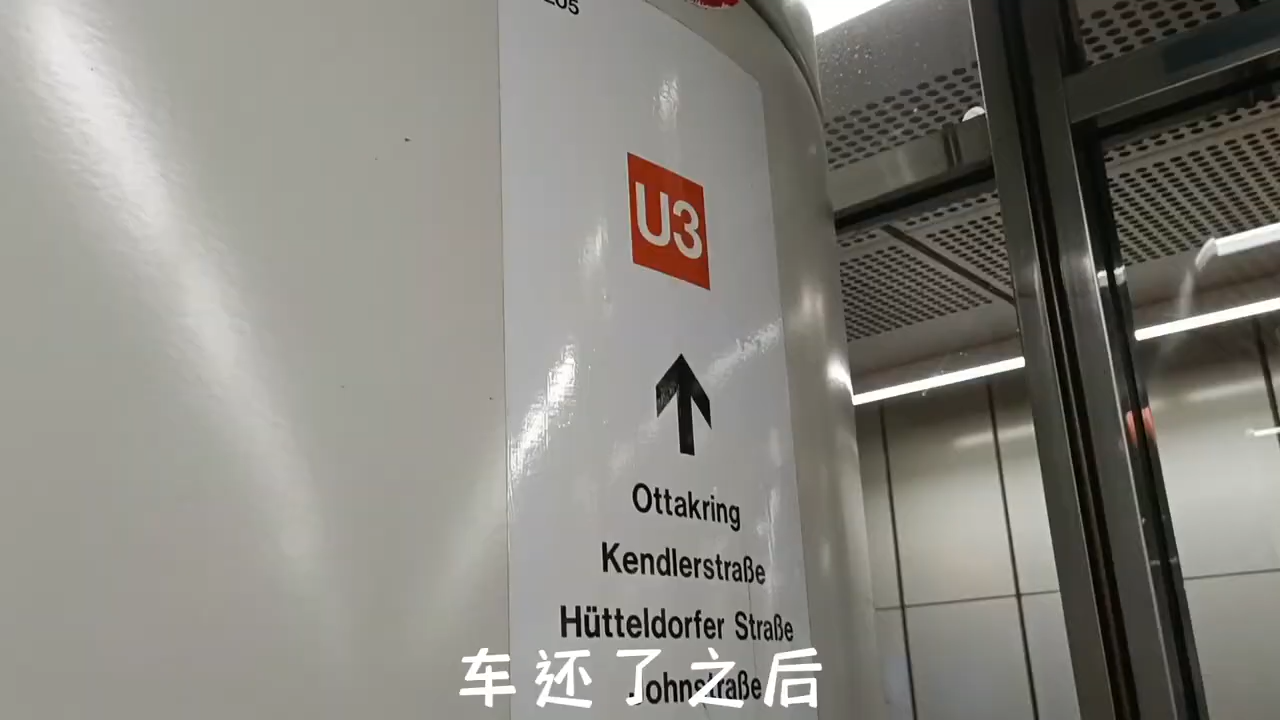 U3
Ottakring
Kendlerstraße
Hütteldorfer Straße
Johnstraße
车还了之后